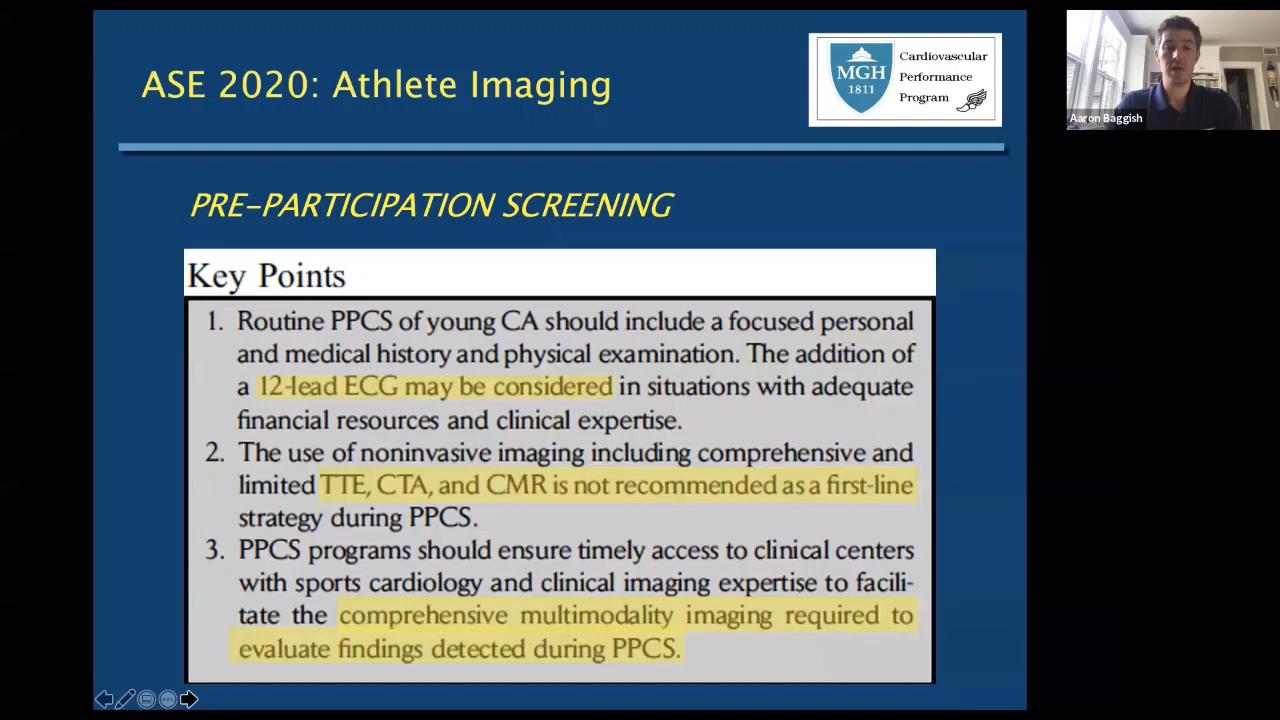 ASE 2020: Athlete Imaging
MGH
1811
Cardiovascular
Performance
Program
Aaron Baggish
PRE-PARTICIPATION SCREENING
Key Points
1. Routine PPCS of young CA should include a focused personal
and medical history and physical examination. The addition of
a 12-lead ECG may be considered in situations with adequate
financial resources and clinical expertise.
2. The use of noninvasive imaging including comprehensive and
limited TTE, CTA, and CMR is not recommended as a first-line
strategy during PPCS.
3. PPCS programs should ensure timely access to clinical centers
with sports cardiology and clinical imaging expertise to facili-
tate the comprehensive multimodality imaging required to
evaluate findings detected during PPCS.